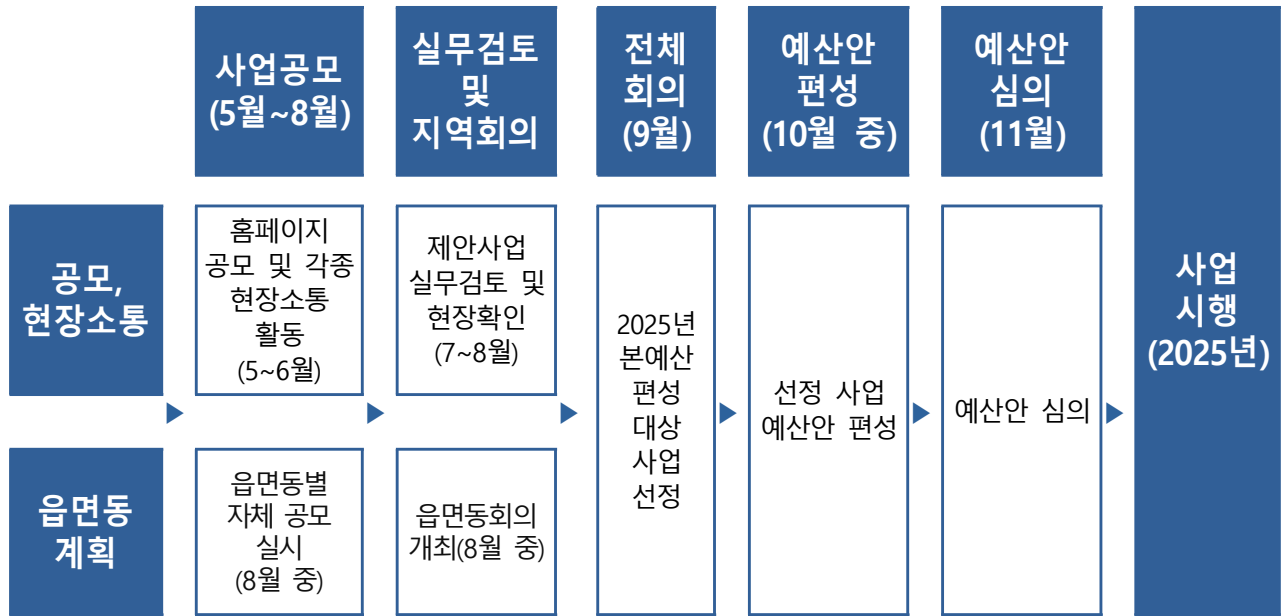 사업공모
(5월~8월)
실무검토
및
지역회의
전체
회의
(9월)
예산안
편성
(10월 중)
예산안
심의
(11월)
사업
시행
(2025년)
공모,
현장소통
홈페이지
공모 및 각종
현장소통
활동
(5~6월)
제안사업
실무검토 및
현장확인
(7~8월)
2025년
본예산
편성
대상
사업
선정
선정 사업
예산안 편성
예산안 심의
읍면동
계획
읍면동별
자체 공모
실시
(8월 중)
읍면동회의
개최(8월 중)